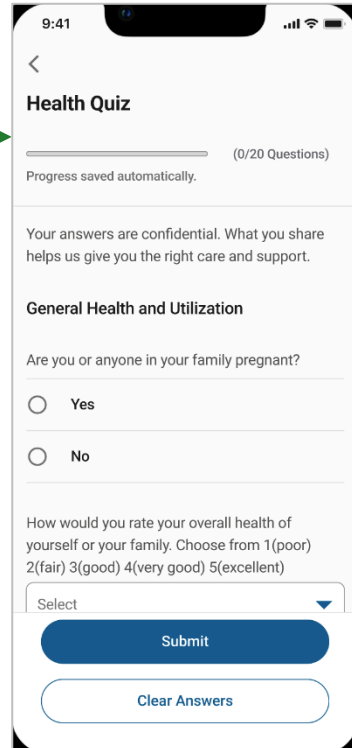 9:41
Health Quiz
(0/20 Questions)
Progress saved automatically.
Your answers are confidential. What you share
helps us give you the right care and support.
General Health and Utilization
Are you or anyone in your family pregnant?
Yes
No
How would you rate your overall health of
yourself or your family. Choose from 1(poor)
2(fair) 3(good) 4(very good) 5(excellent)
Select
Submit
Clear Answers